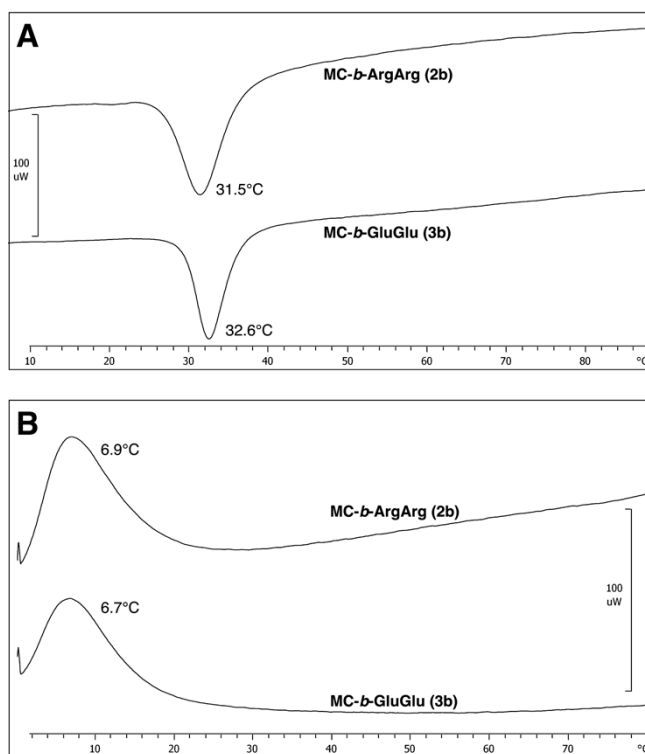 A
MC-b-ArgArg (2b)
100
uW
31.5°C
MC-b-GluGlu (3b)
32.6°C
10 20 30 40 50 60 70 80 °C
B
6.9°C
MC-b-ArgArg (2b)
100
uW
6.7°C
MC-b-GluGlu (3b)
10 20 30 40 50 60 70 °C